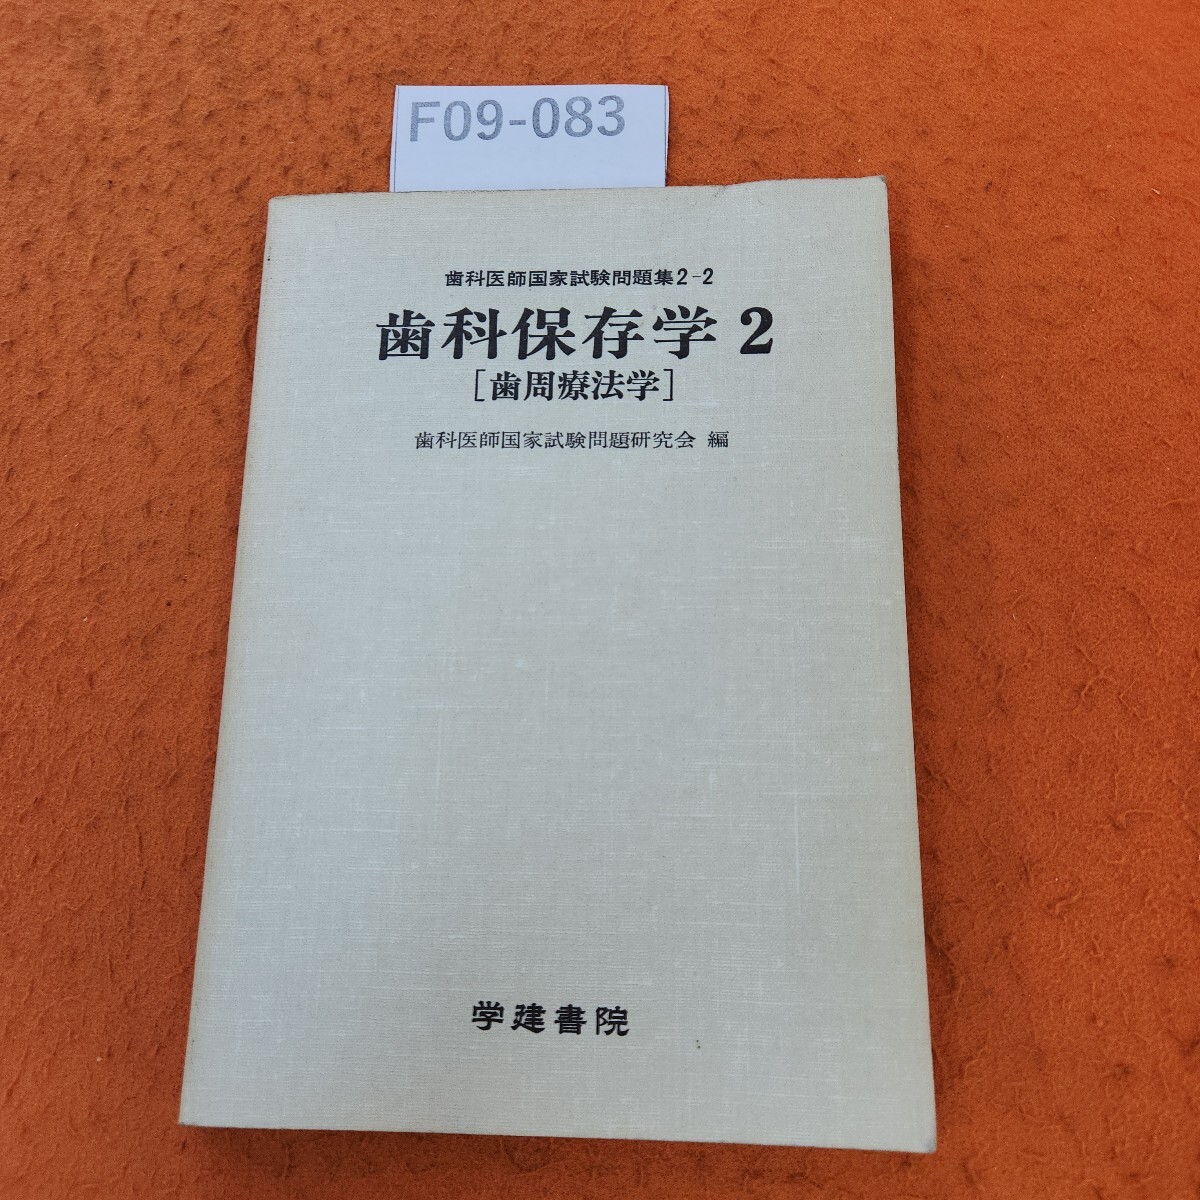 F09-083
歯科医師国家試験問題集2-2
歯科保存学 2
[歯周療法学]
歯科医師国家試験問題研究会 編
学建書院